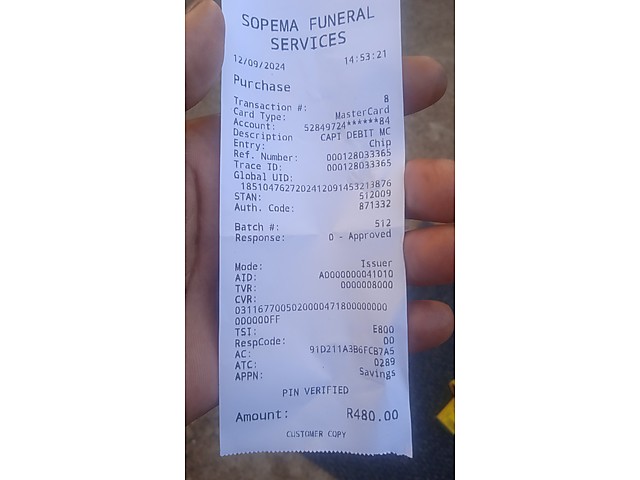 SOPEMA FUNERAL
SERVICES
12/09/2024 14:53:21
Purchase
Transaction #: 8
Card Type: MasterCard
Account: 52849724******84
Description CAPI DEBIT MC
Entry: Chip
Ref. Number: 000128033365
Trace ID: 000128033365
Global UID:
185104762720241209145321387​6
STAN: 512009
Auth. Code: 871332
Batch #: 512
Response: 0 - Approved
Mode: Issuer
AID: A0000000041010
TVR: 0000008000
CVR:
0311677005020000471800000000
000000FF
TSI: E800
RespCode: 00
AC: 91D211A3B6FCB7A5
ATC: 0289
APPN: Savings
PIN VERIFIED
Amount: R480.00
CUSTOMER COPY